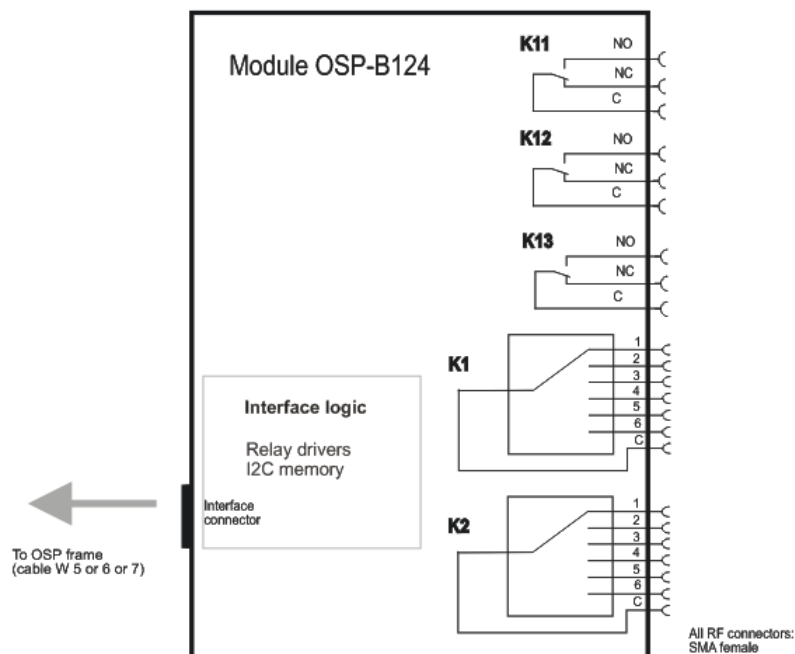 Module OSP-B124
K11
NO
NC
C
K12
NO
NC
C
K13
NO
NC
C
K1
1
2
3
4
5
6
C
Interface logic
Relay drivers
I2C memory
Interface
connector
To OSP frame
(cable W 5 or 6 or 7)
K2
1
2
3
4
5
6
C
All RF connectors:
SMA female